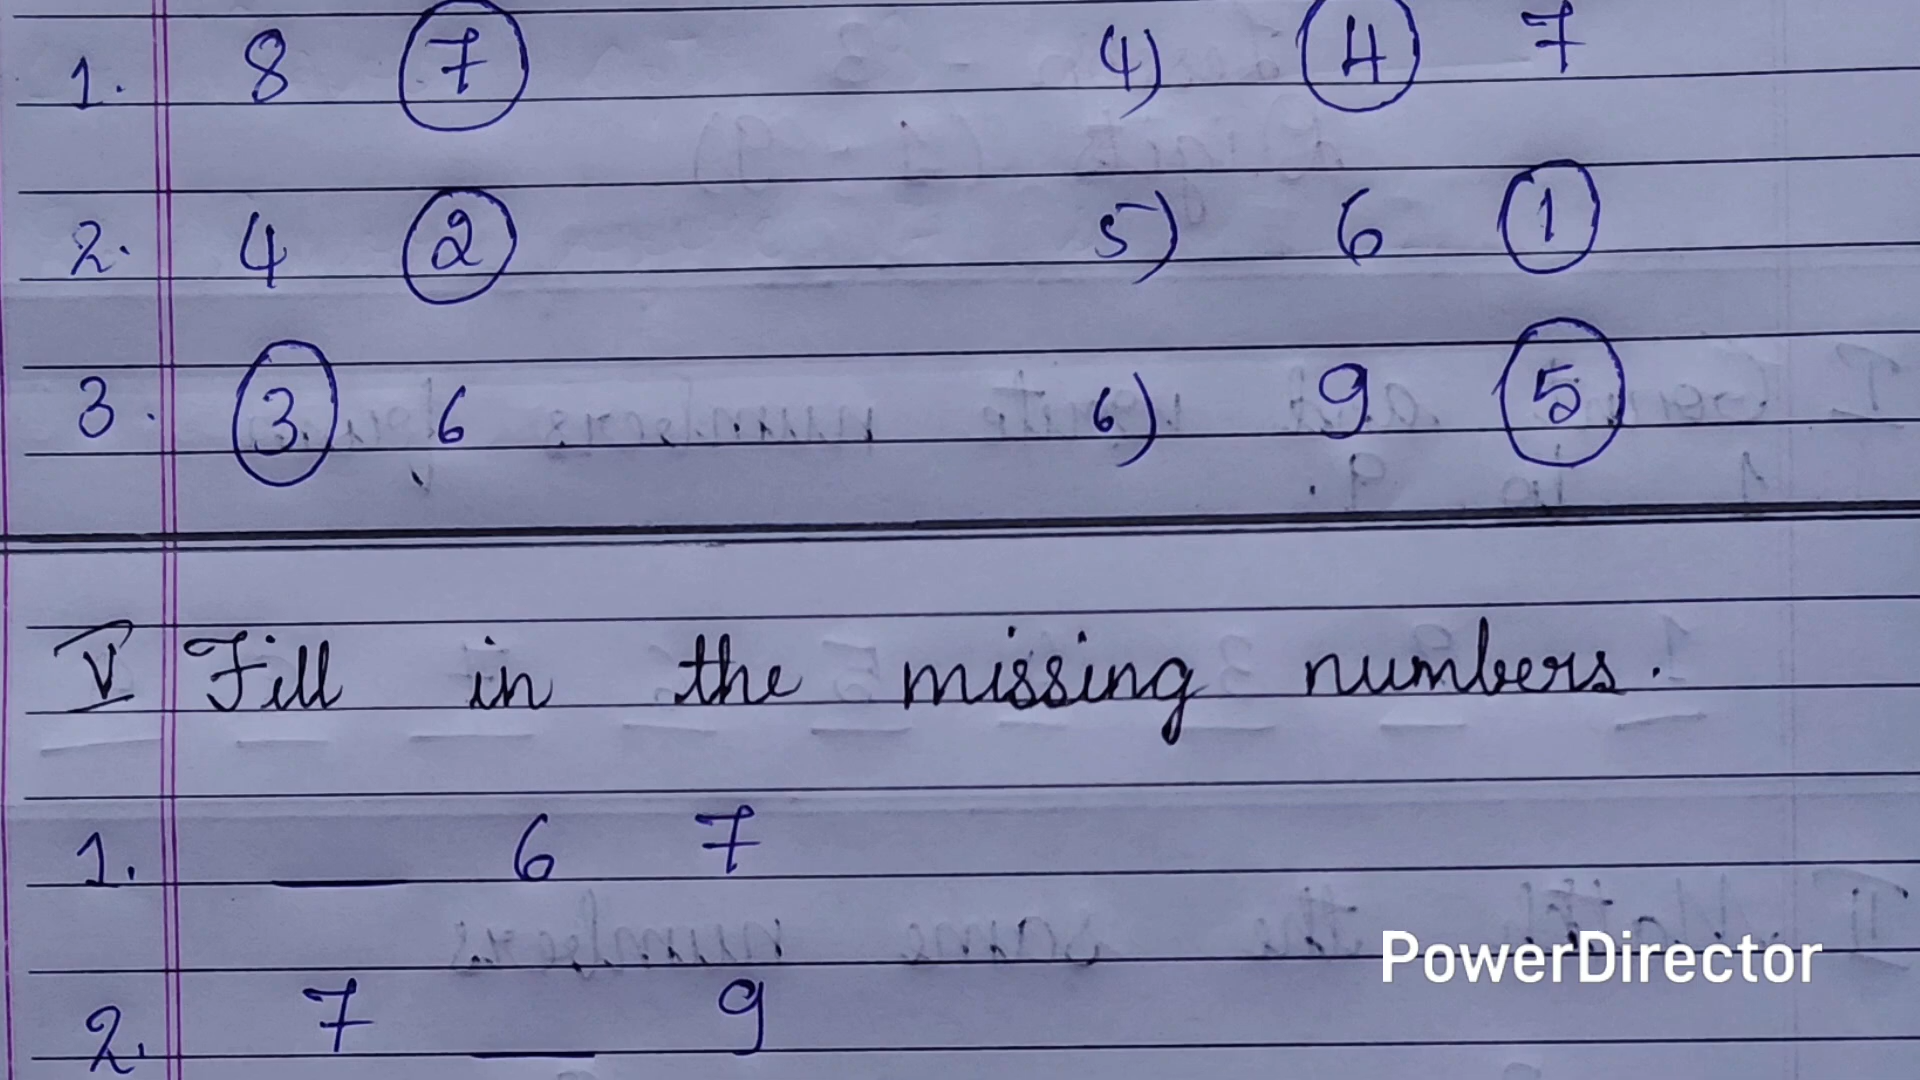 1. 8 7 4) 4 7
2. 4 2 5) 6 1
3. 3 6 6) 9 5
V Fill in the missing numbers.
1. ___ 6 7
2. 7 ___ 9
PowerDirector